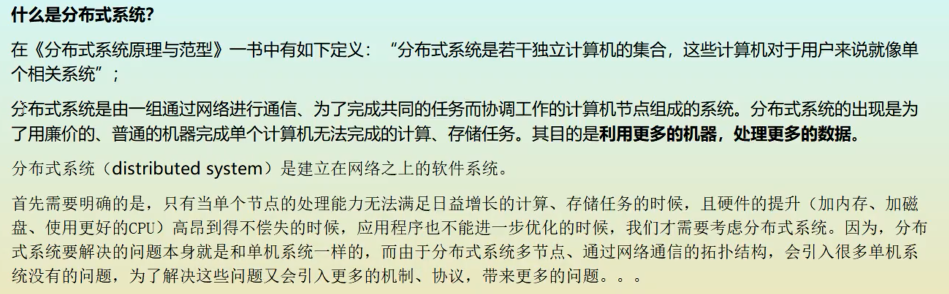 什么是分布式系统？
在《分布式系统原理与范型》一书中有如下定义：“分布式系统是若干独立计算机的集合，这些计算机对于用户来说就像单
个相关系统”；
分布式系统是由一组通过网络进行通信、为了完成共同的任务而协调工作的计算机节点组成的系统。分布式系统的出现是为
了用廉价的、普通的机器完成单个计算机无法完成的计算、存储任务。其目的是利用更多的机器，处理更多的数据。
分布式系统（distributed system）是建立在网络之上的软件系统。
首先需要明确的是，只有当单个节点的处理能力无法满足日益增长的计算、存储任务的时候，且硬件的提升（加内存、加磁
盘、使用更好的CPU）高昂到得不偿失的时候，应用程序也不能进一步优化的时候，我们才需要考虑分布式系统。因为，分布
式系统要解决的问题本身就是和单机系统一样的，而由于分布式系统多节点、通过网络通信的拓扑结构，会引入很多单机系
统没有的问题，为了解决这些问题又会引入更多的机制、协议，带来更多的问题。。。